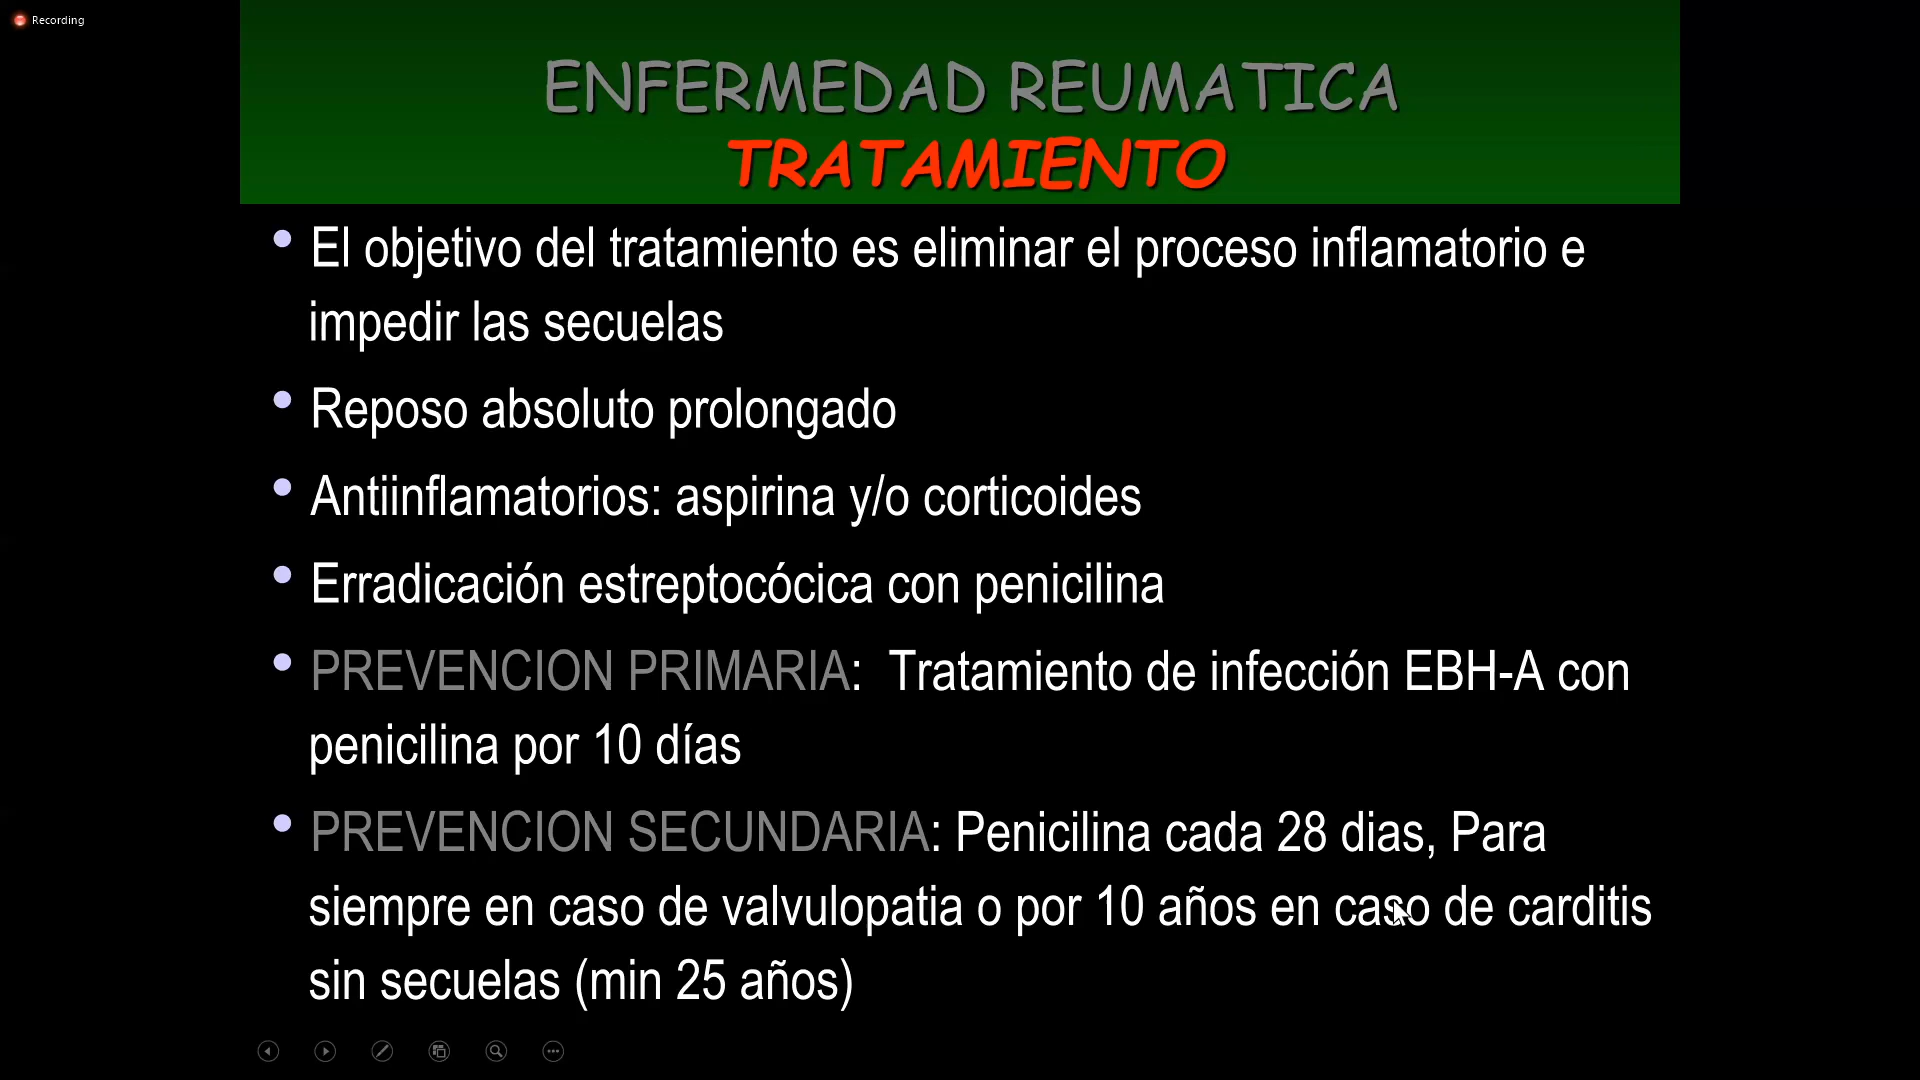 Recording
ENFERMEDAD REUMATICA
TRATAMIENTO
• El objetivo del tratamiento es eliminar el proceso inflamatorio e
impedir las secuelas
• Reposo absoluto prolongado
• Antiinflamatorios: aspirina y/o corticoides
• Erradicación estreptocócica con penicilina
• PREVENCION PRIMARIA:  Tratamiento de infección EBH-A con
penicilina por 10 días
• PREVENCION SECUNDARIA: Penicilina cada 28 dias, Para
siempre en caso de valvulopatia o por 10 años en caso de carditis
sin secuelas (min 25 años)